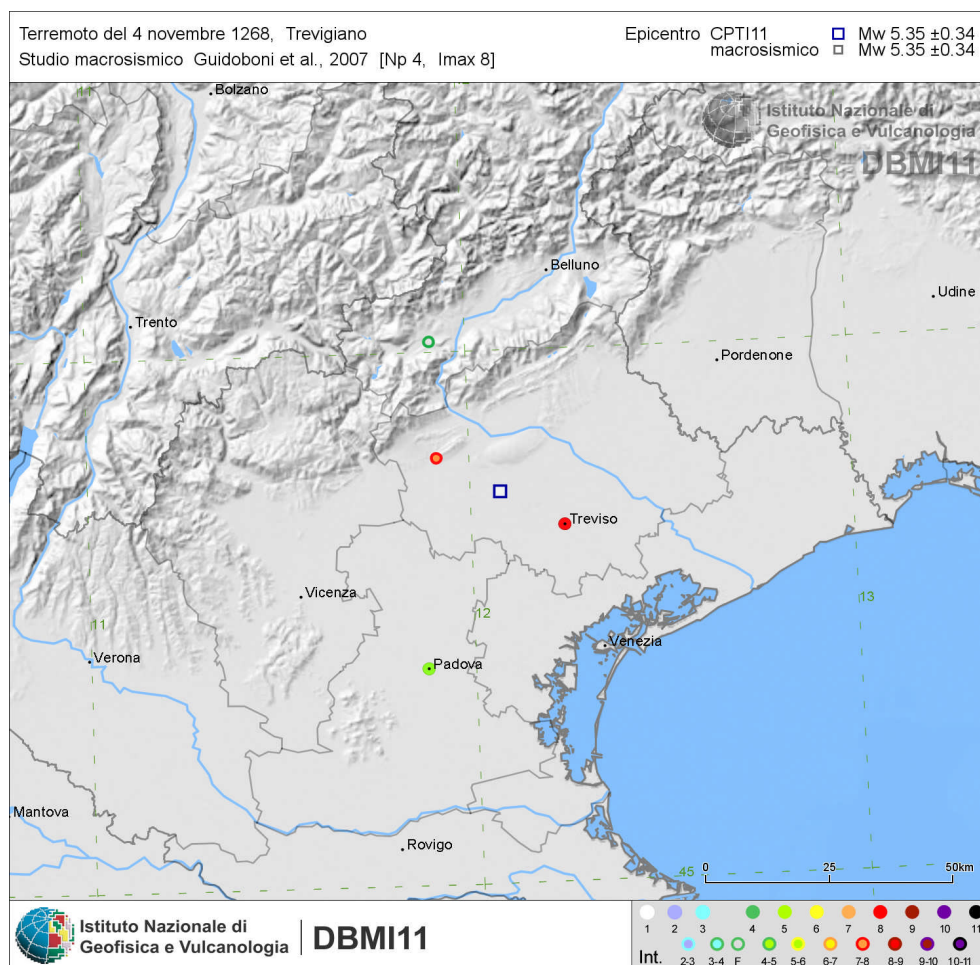 Terremoto del 4 novembre 1268, Trevigiano
Studio macrosismico Guidoboni et al., 2007 [Np 4, Imax 8]
Epicentro CPTI11 Mw 5.35 ±0.34
macrosismico Mw 5.35 ±0.34
Istituto Nazionale di
Geofisica e Vulcanologia
DBMI11
11
Bolzano
Belluno
Udine
Trento
Pordenone
Treviso
Vicenza
12
13
11
Venezia
Verona
Padova
Mantova
Rovigo
45
0 25 50km
Istituto Nazionale di
Geofisica e Vulcanologia
DBMI11
1 2 3 4 5 6 7 8 9 10 11
Int. 2-3 3-4 F 4-5 5-6 6-7 7-8 8-9 9-10 10-11